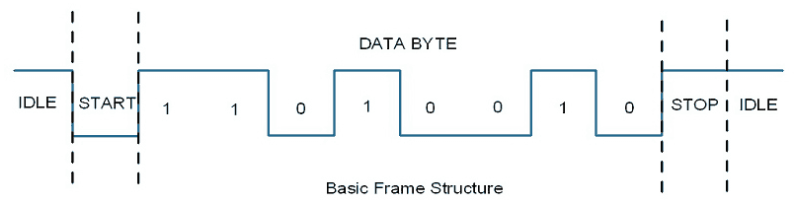 DATA BYTE
IDLE START 1 1 0 1 0 0 1 0 STOP IDLE
Basic Frame Structure